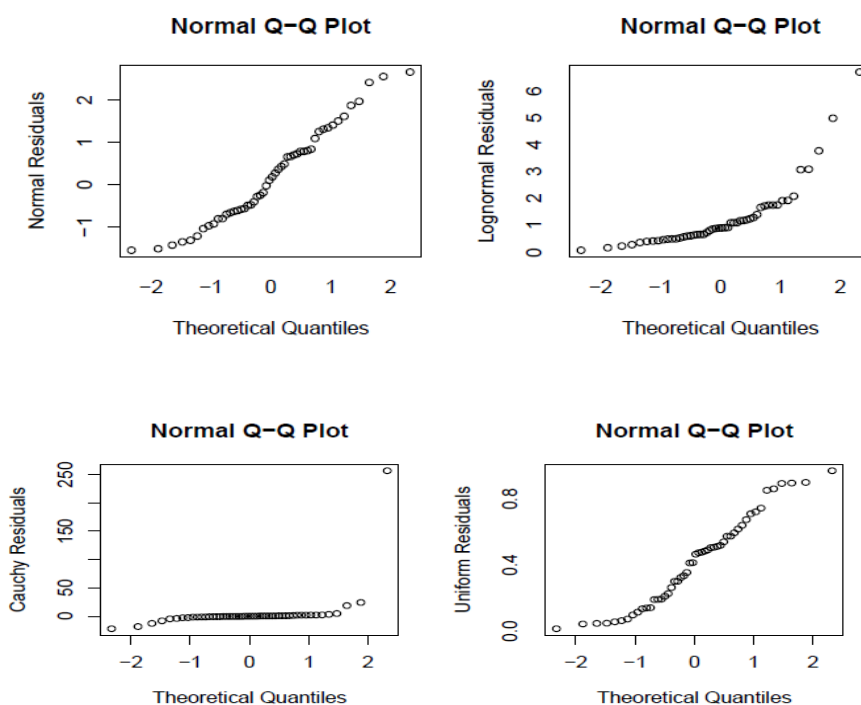 Normal Q−Q Plot
Normal Residuals
2
1
0
−1
−2 −1 0 1 2
Theoretical Quantiles
Normal Q−Q Plot
Lognormal Residuals
6
5
4
3
2
1
0
−2 −1 0 1 2
Theoretical Quantiles
Normal Q−Q Plot
Cauchy Residuals
250
150
50
0
−2 −1 0 1 2
Theoretical Quantiles
Normal Q−Q Plot
Uniform Residuals
0.8
0.4
0.0
−2 −1 0 1 2
Theoretical Quantiles